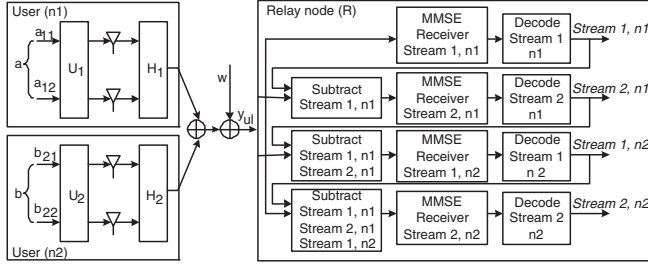 User (n1)
a11
a
a12
U1
H1
User (n2)
b21
b
b22
U2
H2
w
yul
Relay node (R)
MMSE
Receiver
Stream 1, n1
Decode
Stream 1
n1
Stream 1, n1
Subtract
Stream 1, n1
MMSE
Receiver
Stream 2, n1
Decode
Stream 2
n1
Stream 2, n1
Subtract
Stream 1, n1
Stream 2, n1
MMSE
Receiver
Stream 1, n2
Decode
Stream 1
n 2
Stream 1, n2
Subtract
Stream 1, n1
Stream 2, n1
Stream 1, n2
MMSE
Receiver
Stream 2, n2
Decode
Stream 2
n2
Stream 2, n2